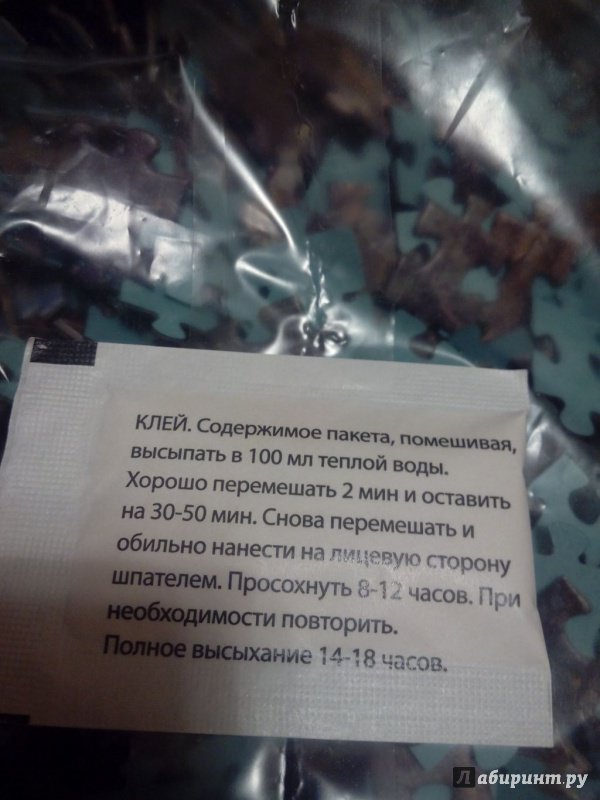 КЛЕЙ. Содержимое пакета, помешивая,
высыпать в 100 мл теплой воды.
Хорошо перемешать 2 мин и оставить
на 30-50 мин. Снова перемешать и
обильно нанести на лицевую сторону
шпателем. Просохнуть 8-12 часов. При
необходимости повторить.
Полное высыхание 14-18 часов.
Лабиринт.ру